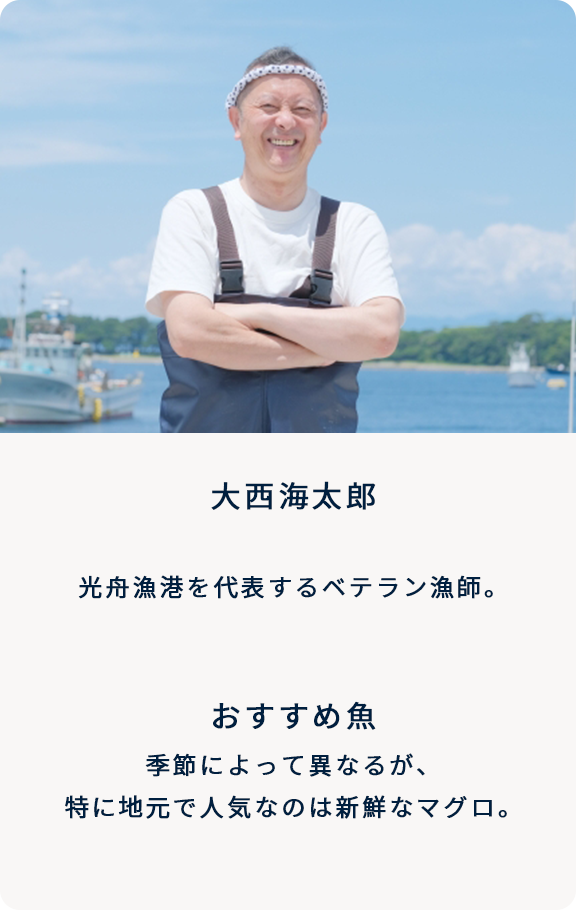 大西海太郎
光舟漁港を代表するベテラン漁師。
おすすめ魚
季節によって異なるが、
特に地元で人気なのは新鮮なマグロ。